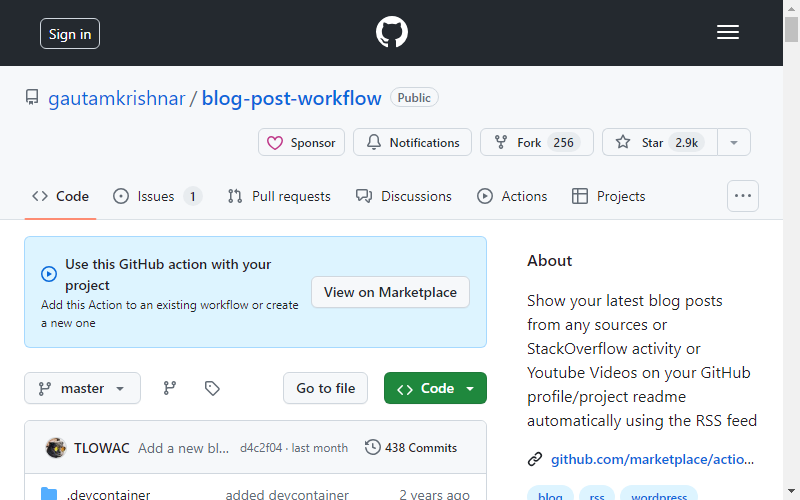 Sign in
gautamkrishnar / blog-post-workflow Public
Sponsor Notifications Fork 256 Star 2.9k
Code Issues 1 Pull requests Discussions Actions Projects
Use this GitHub action with your
project
Add this Action to an existing workflow or create
a new one
View on Marketplace
master Go to file Code
TLOWAC Add a new bl... d4c2f04 · last month 438 Commits
.devcontainer added devcontainer 2 years ago
About
Show your latest blog posts
from any sources or
StackOverflow activity or
Youtube Videos on your GitHub
profile/project readme
automatically using the RSS feed
github.com/marketplace/actio...
blog rss wordpress